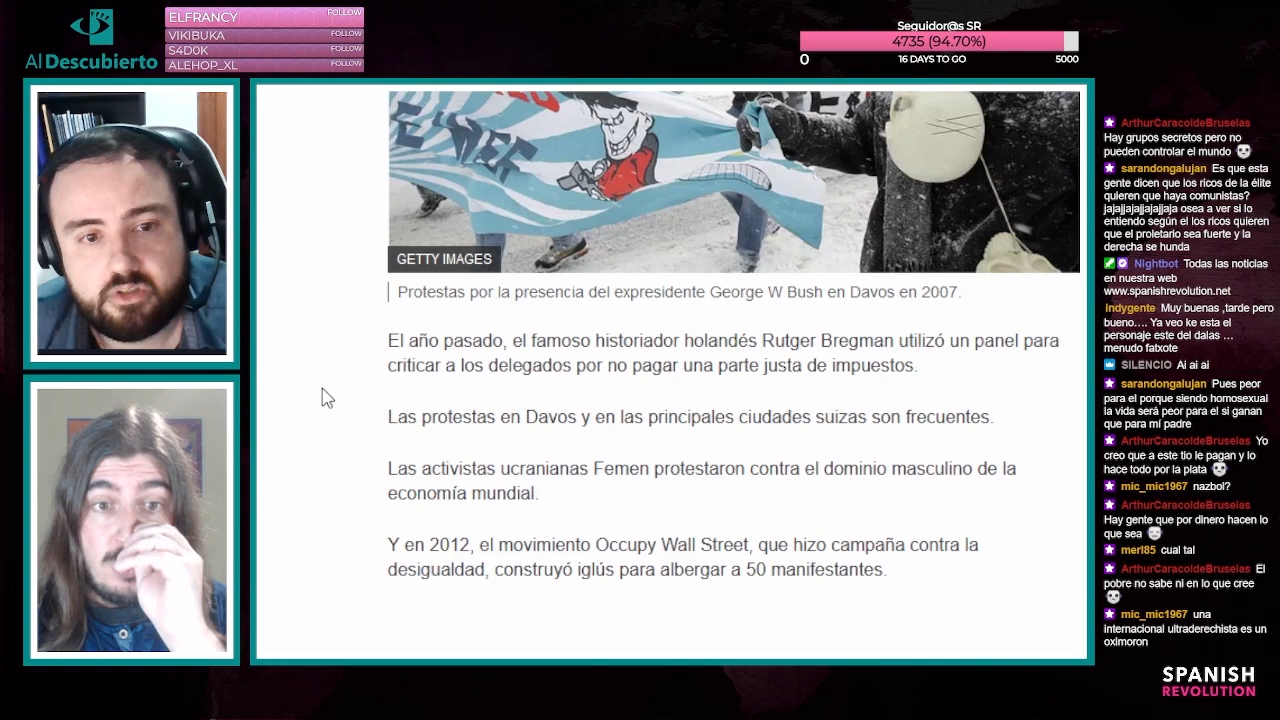 Al Descubierto
ELFRANCY FOLLOW
VIKIBUKA FOLLOW
S4D0K FOLLOW
ALEHOP_XL FOLLOW
Seguidor@s SR
4735 (94.70%)
0 16 DAYS TO GO 5000
E WEF
GETTY IMAGES
Protestas por la presencia del expresidente George W Bush en Davos en 2007.
El año pasado, el famoso historiador holandés Rutger Bregman utilizó un panel para
criticar a los delegados por no pagar una parte justa de impuestos.
Las protestas en Davos y en las principales ciudades suizas son frecuentes.
Las activistas ucranianas Femen protestaron contra el dominio masculino de la
economía mundial.
Y en 2012, el movimiento Occupy Wall Street, que hizo campaña contra la
desigualdad, construyó iglús para albergar a 50 manifestantes.
ArthurCaracoldeBruselas
Hay grupos secretos pero no
pueden controlar el mundo
sarandongalujan Es que esta
gente dicen que los ricos de la élite
quieren que haya comunistas?
jajajjajajjajajjaja osea a ver si lo
entiendo según el los ricos quieren
que el proletario sea fuerte y la
derecha se hunda
Nightbot Todas las noticias
en nuestra web
www.spanishrevolution.net
Indygente Muy buenas ,tarde pero
bueno.... Ya veo ke esta el
personaje este del dalas ...
menudo fatxote
SILENCIO Ai ai ai
sarandongalujan Pues peor
para el porque siendo homosexual
la vida será peor para el si ganan
que para mí padre
ArthurCaracoldeBruselas Yo
creo que a este tio le pagan y lo
hace todo por la plata
mic_mic1967 nazbol?
ArthurCaracoldeBruselas
Hay gente que por dinero hacen lo
que sea
merl85 cual tal
ArthurCaracoldeBruselas El
pobre no sabe ni en lo que cree
mic_mic1967 una
internacional ultraderechista es un
oximoron
SPANISH
REVOLUTION